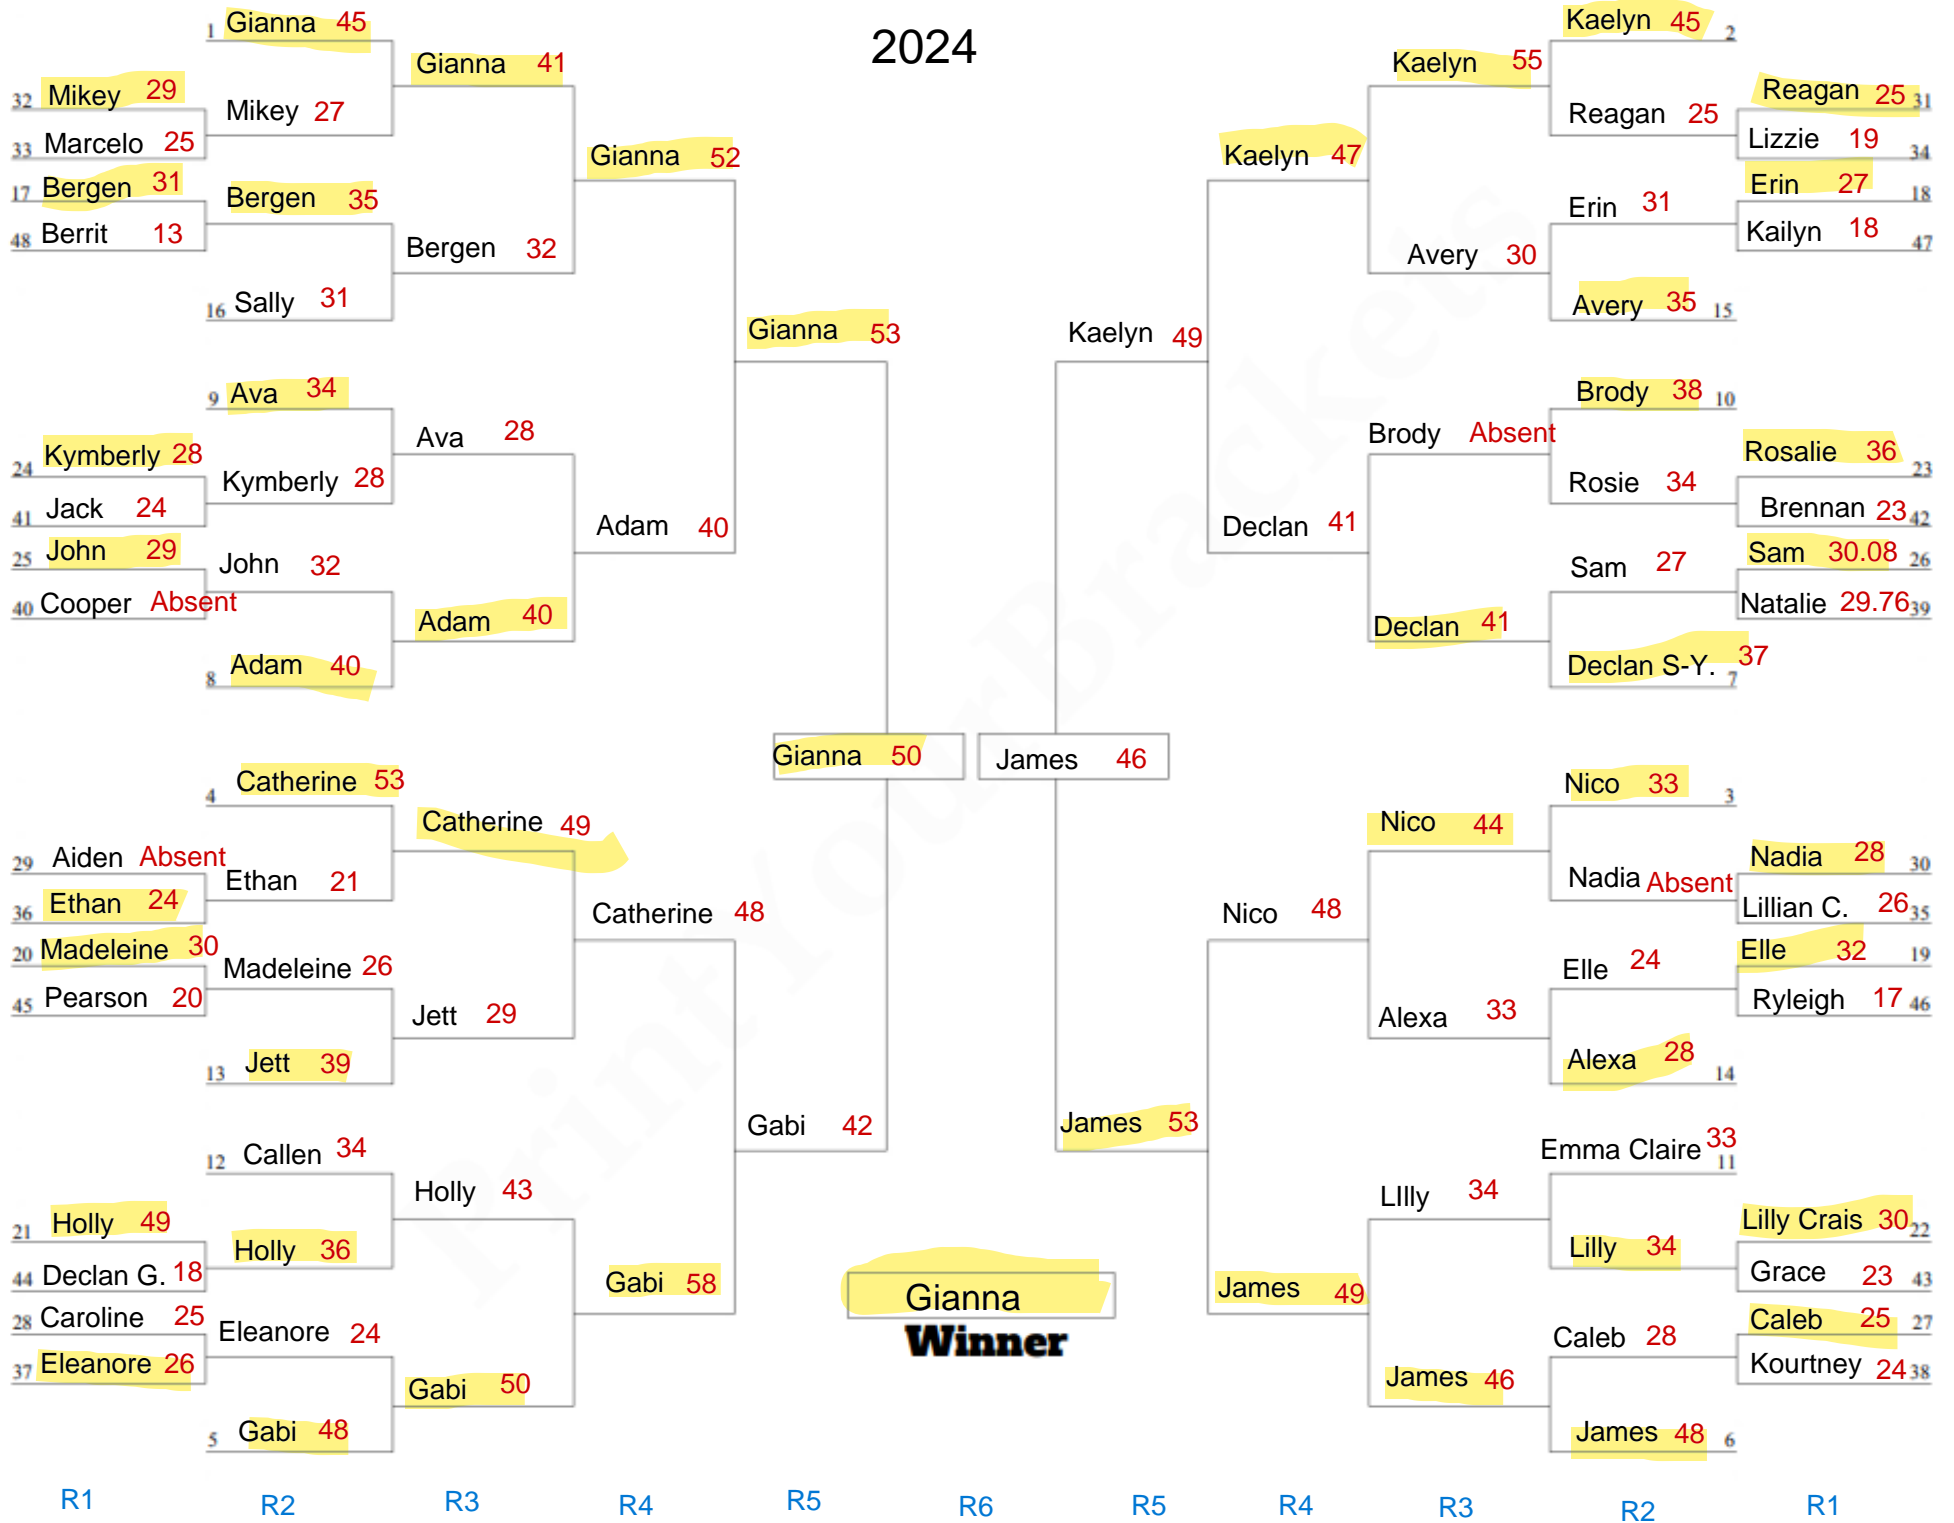 2024
1 Gianna 45
32 Mikey 29
33 Marcelo 25
Mikey 27
17 Bergen 31
48 Berrit 13
Bergen 35
16 Sally 31
Gianna 41
Bergen 32
Gianna 52
9 Ava 34
24 Kymberly 28
41 Jack 24
Kymberly 28
25 John 29
40 Cooper Absent
John 32
8 Adam 40
Ava 28
Adam 40
Adam 40
Gianna 53
4 Catherine 53
29 Aiden Absent
36 Ethan 24
Ethan 21
20 Madeleine 30
45 Pearson 20
Madeleine 26
13 Jett 39
Catherine 49
Jett 29
Catherine 48
12 Callen 34
21 Holly 49
44 Declan G. 18
Holly 36
28 Caroline 25
37 Eleanore 26
Eleanore 24
5 Gabi 48
Holly 43
Gabi 50
Gabi 58
Gabi 42
Gianna 50
James 46
Kaelyn 45 2
Reagan 25 31
Lizzie 19 34
Reagan 25
Erin 27 18
Kailyn 18 47
Erin 31
Avery 35 15
Kaelyn 55
Avery 30
Kaelyn 47
Brody 38 10
Rosalie 36 23
Brennan 23 42
Rosie 34
Sam 30.08 26
Natalie 29.76 39
Sam 27
Declan S-Y. 37 7
Brody Absent
Declan 41
Declan 41
Kaelyn 49
Nico 33 3
Nadia 28 30
Lillian C. 26 35
Nadia Absent
Elle 32 19
Ryleigh 17 46
Elle 24
Alexa 28 14
Nico 44
Alexa 33
Nico 48
Emma Claire 33 11
Lilly Crais 30 22
Grace 23 43
Lilly 34
Caleb 25 27
Kourtney 24 38
Caleb 28
James 48 6
LIlly 34
James 46
James 49
James 53
Gianna
Winner
R1 R2 R3 R4 R5 R6 R5 R4 R3 R2 R1
PrintYourBrackets